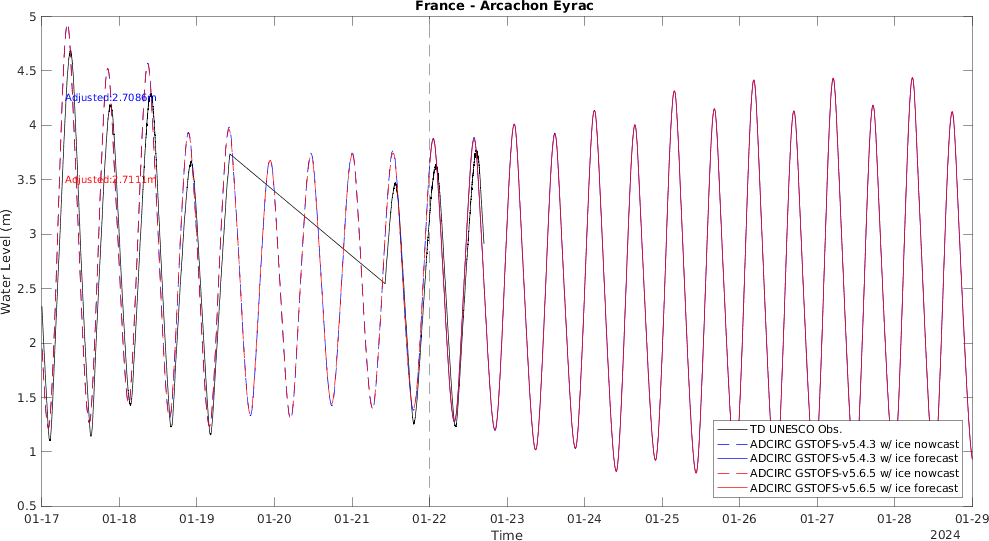 France - Arcachon Eyrac
Water Level (m)
5
4.5
4
3.5
3
2.5
2
1.5
1
0.5
Adjusted:2.7086m
Adjusted:2.7111m
TD UNESCO Obs.
ADCIRC GSTOFS-v5.4.3 w/ ice nowcast
ADCIRC GSTOFS-v5.4.3 w/ ice forecast
ADCIRC GSTOFS-v5.6.5 w/ ice nowcast
ADCIRC GSTOFS-v5.6.5 w/ ice forecast
01-17 01-18 01-19 01-20 01-21 01-22 01-23 01-24 01-25 01-26 01-27 01-28 01-29
Time
2024